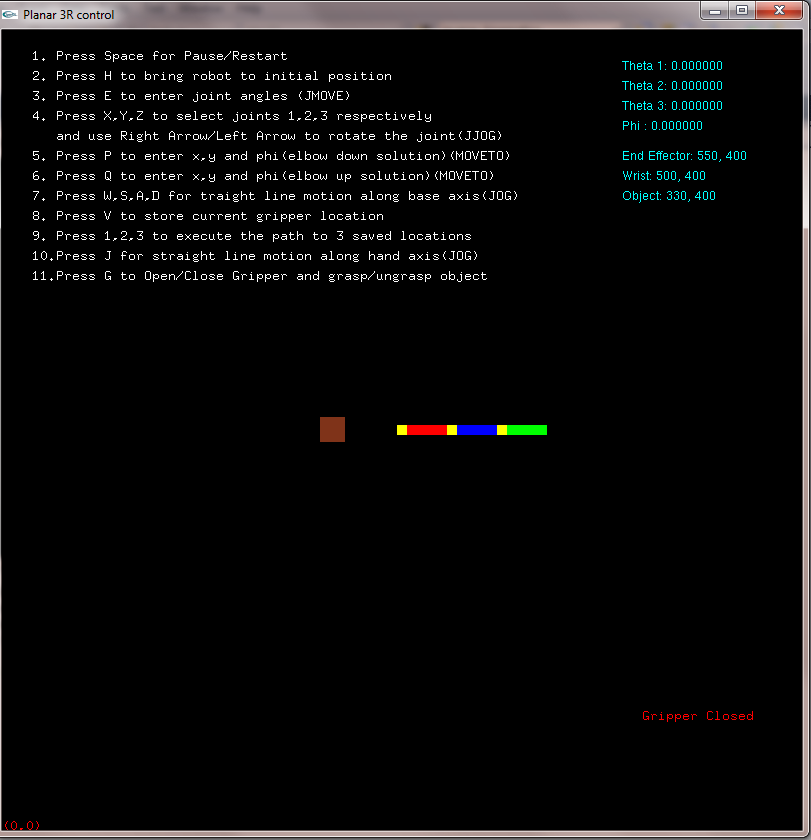 Planar 3R control
1. Press Space for Pause/Restart
2. Press H to bring robot to initial position
3. Press E to enter joint angles (JMOVE)
4. Press X,Y,Z to select joints 1,2,3 respectively
and use Right Arrow/Left Arrow to rotate the joint(JJOG)
5. Press P to enter x,y and phi(elbow down solution)(MOVETO)
6. Press Q to enter x,y and phi(elbow up solution)(MOVETO)
7. Press W,S,A,D for traight line motion along base axis(JOG)
8. Press V to store current gripper location
9. Press 1,2,3 to execute the path to 3 saved locations
10.Press J for straight line motion along hand axis(JOG)
11.Press G to Open/Close Gripper and grasp/ungrasp object
Theta 1: 0.000000
Theta 2: 0.000000
Theta 3: 0.000000
Phi : 0.000000
End Effector: 550, 400
Wrist: 500, 400
Object: 330, 400
Gripper Closed
(0,0)